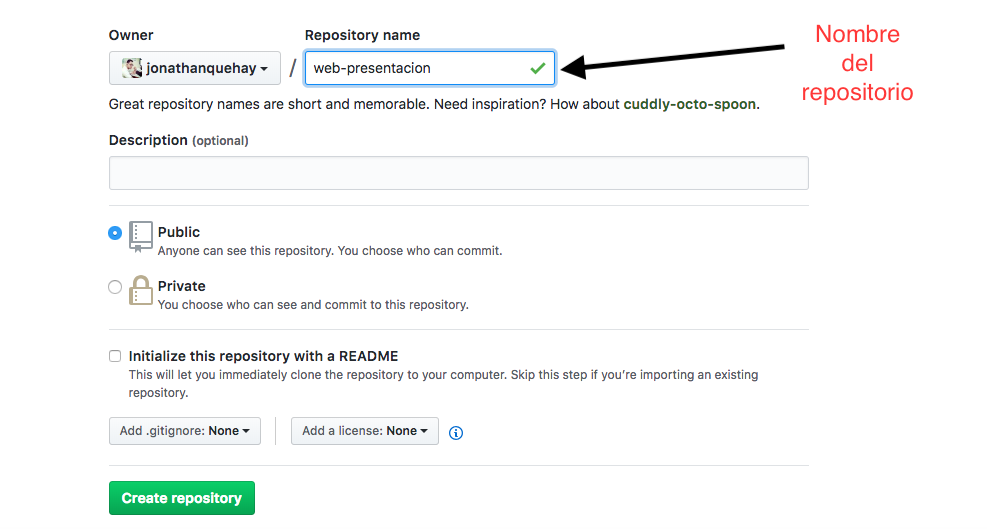 Owner
Repository name
jonathanquehay / web-presentacion
Nombre
del
repositorio
Great repository names are short and memorable. Need inspiration? How about cuddly-octo-spoon.
Description (optional)
Public
Anyone can see this repository. You choose who can commit.
Private
You choose who can see and commit to this repository.
Initialize this repository with a README
This will let you immediately clone the repository to your computer. Skip this step if you’re importing an existing
repository.
Add .gitignore: None
Add a license: None
Create repository